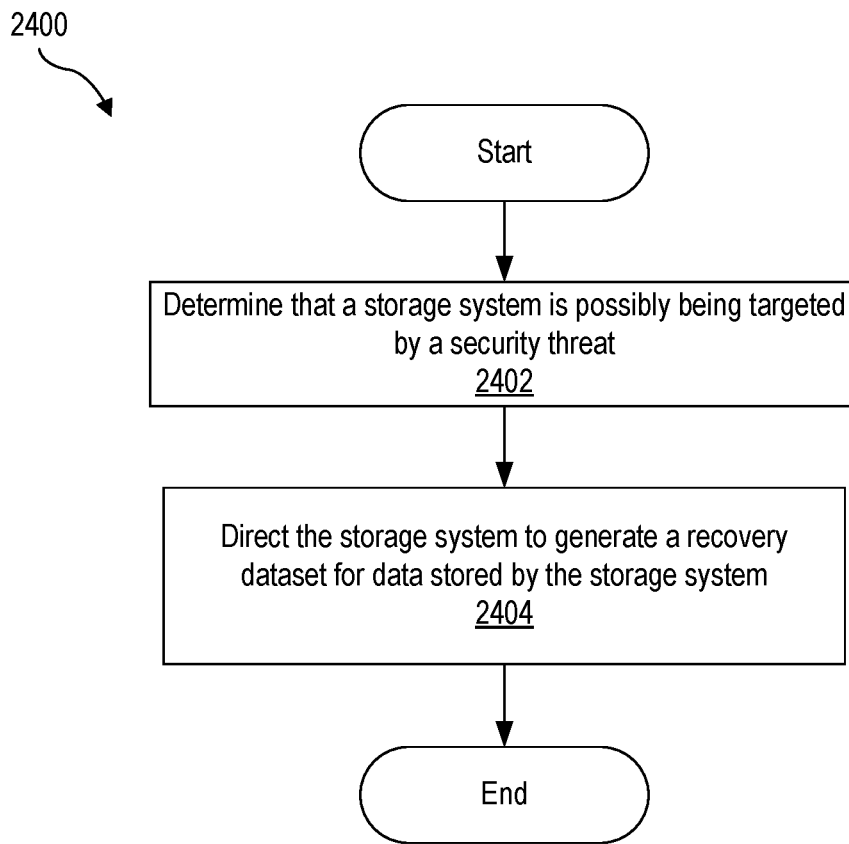 2400
Start
Determine that a storage system is possibly being targeted
by a security threat
2402
Direct the storage system to generate a recovery
dataset for data stored by the storage system
2404
End